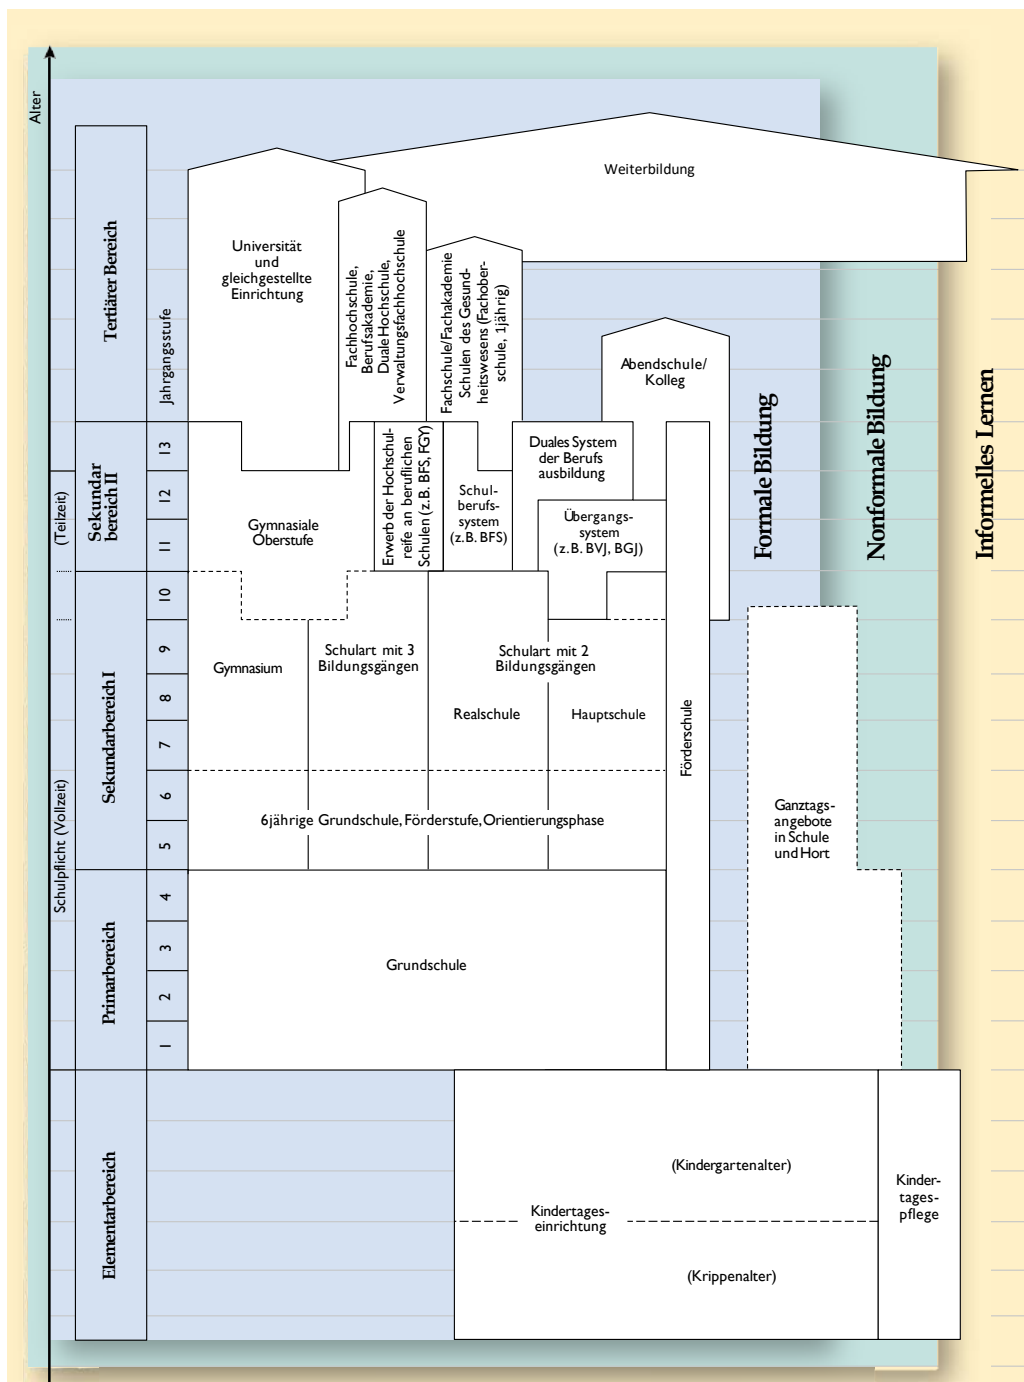 Alter
Tertiärer Bereich
Jahrgangsstufe
Universität
und
gleichgestellte
Einrichtung
Fachhochschule,
Berufsakademie,
Duale Hochschule,
Verwaltungsfachhochschule
Fachschule/Fachakademie
Schulen des Gesund-
heitswesens (Fachober-
schule, 1jährig)
Weiterbildung
Abendschule/
Kolleg
Formale Bildung
Nonformale Bildung
Informelles Lernen
(Teilzeit)
Sekundar
bereich II
13
12
11
Gymnasiale
Oberstufe
Erwerb der Hochschul-
reife an beruflichen
Schulen (z.B. BFS, FGY)
Schul-
berufs-
system
(z.B. BFS)
Duales System
der Berufs
ausbildung
Übergangs-
system
(z.B. BVJ, BGJ)
Schulpflicht (Vollzeit)
Sekundarbereich I
10
9
8
7
6
5
Gymnasium
Schulart mit 3
Bildungsgängen
Schulart mit 2
Bildungsgängen
Realschule
Hauptschule
Förderschule
6jährige Grundschule, Förderstufe, Orientierungsphase
Ganztags-
angebote
in Schule
und Hort
Primarbereich
4
3
2
1
Grundschule
Elementarbereich
(Kindergartenalter)
Kindertages-
einrichtung
(Krippenalter)
Kinder-
tages-
pflege